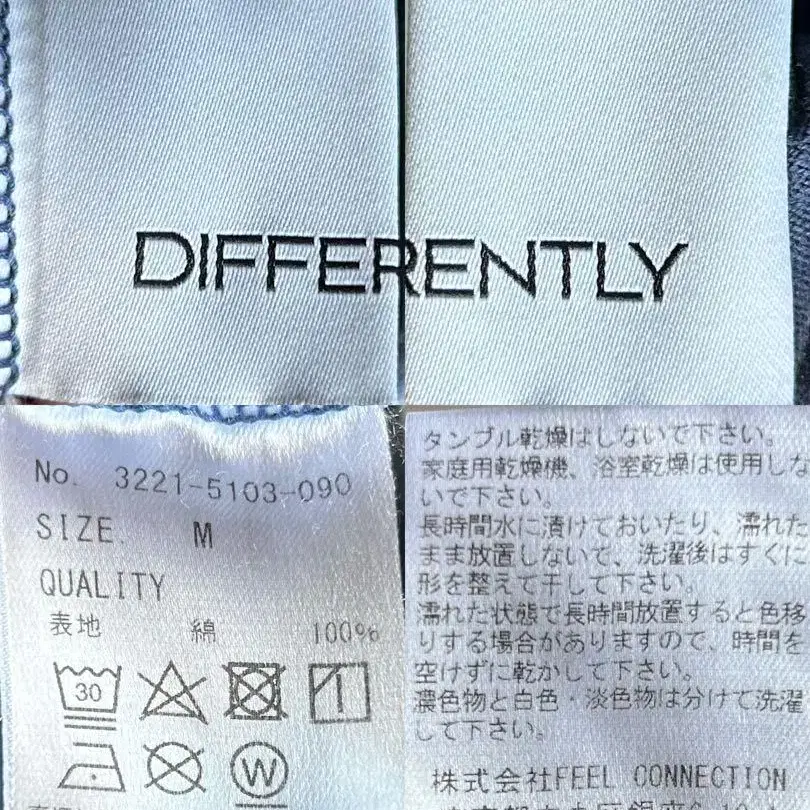 DIFFERENTLY
No. 3221-5103-090
SIZE. M
QUALITY
表地 綿 100%
30
W
タンブル乾燥はしないで下さい。
家庭用乾燥機、浴室乾燥は使用しな
いで下さい。
長時間水に漬けておいたり、濡れた
まま放置しないで、洗濯後はすぐに
形を整えて干して下さい。
濡れた状態で長時間放置すると色移
りする場合がありますので、時間を
空けずに乾かして下さい。
濃色物と白色・淡色物は分けて洗濯
して下さい。
株式会社FEEL CONNECTION